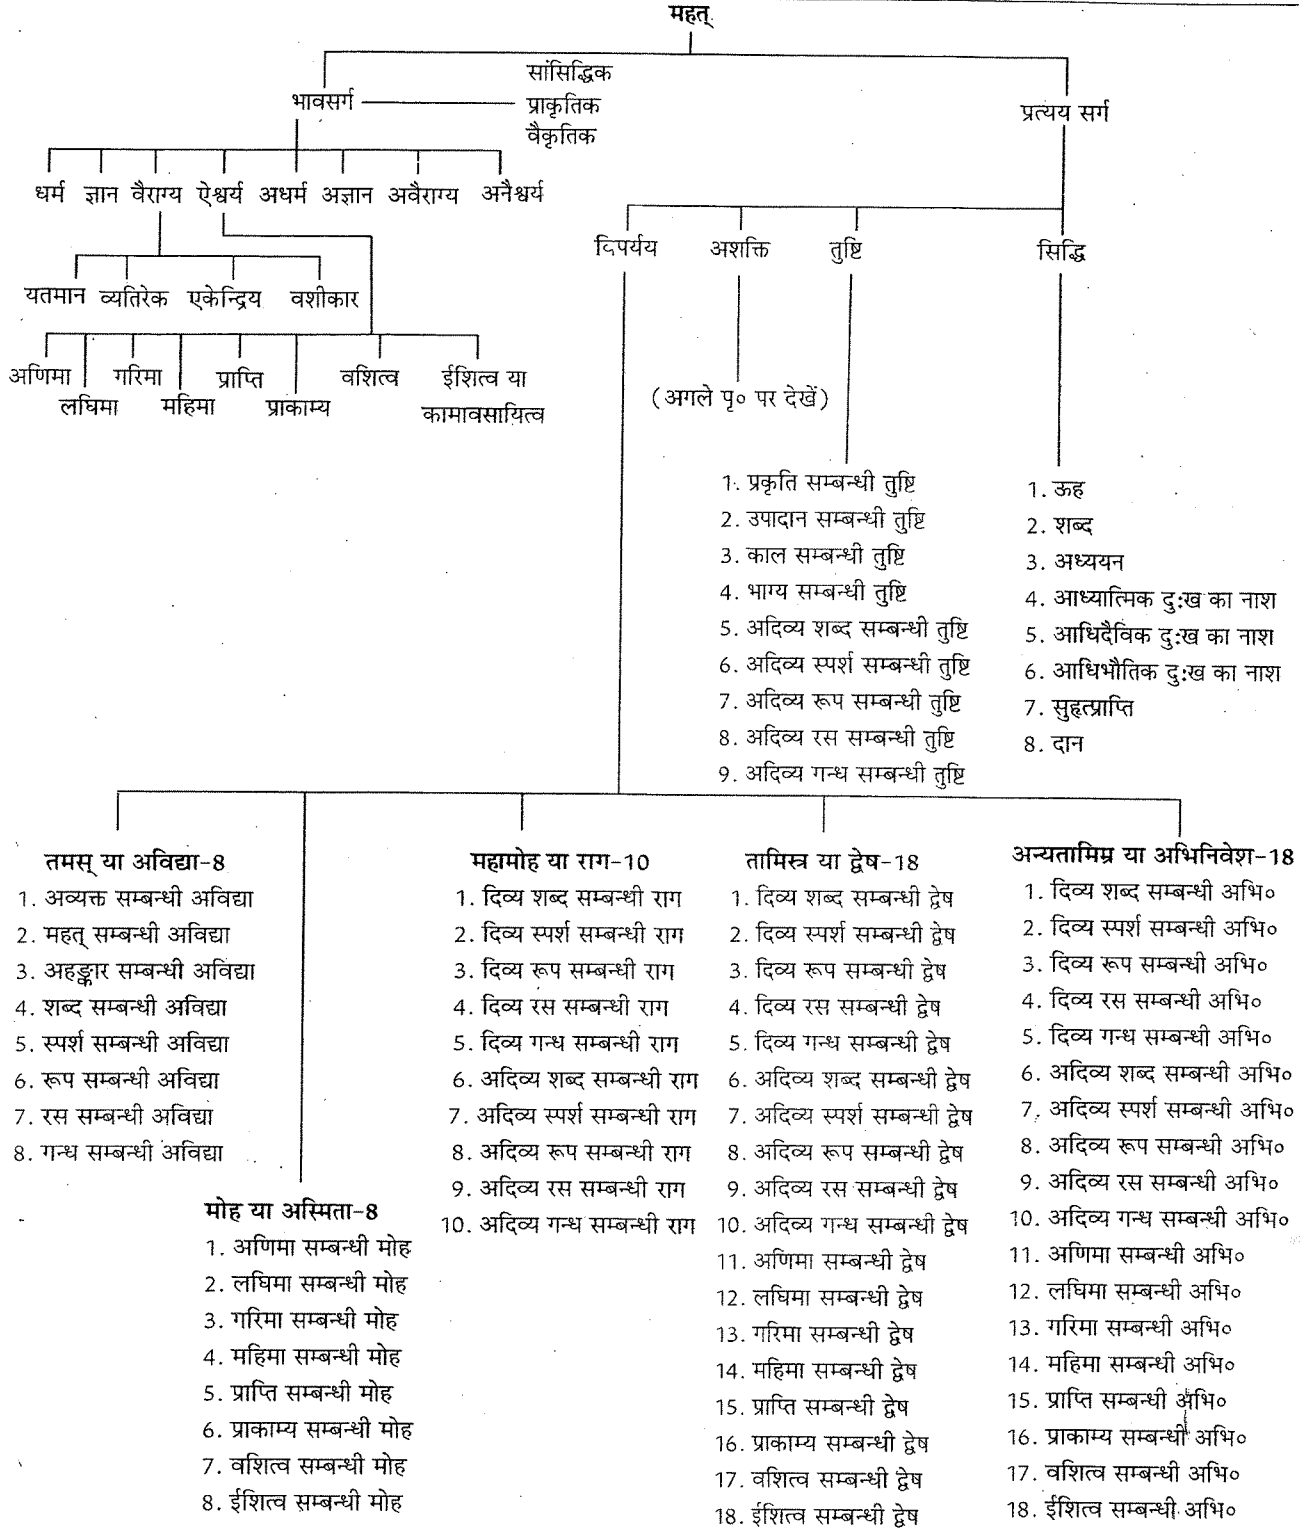 महत्
सांसिद्धिक
भावसर्ग
प्राकृतिक
वैकृतिक
प्रत्यय सर्ग
धर्म ज्ञान वैराग्य ऐश्वर्य अधर्म अज्ञान अवैराग्य अनैश्वर्य
विपर्यय अशक्ति तुष्टि सिद्धि
यतमान व्यतिरेक एकेन्द्रिय वशीकार
अणिमा गरिमा प्राप्ति वशित्व ईशित्व या
लघिमा महिमा प्राकाम्य कामावसायित्व
(अगले पृ० पर देखें)
1. प्रकृति सम्बन्धी तुष्टि
2. उपादान सम्बन्धी तुष्टि
3. काल सम्बन्धी तुष्टि
4. भाग्य सम्बन्धी तुष्टि
5. अदिव्य शब्द सम्बन्धी तुष्टि
6. अदिव्य स्पर्श सम्बन्धी तुष्टि
7. अदिव्य रूप सम्बन्धी तुष्टि
8. अदिव्य रस सम्बन्धी तुष्टि
9. अदिव्य गन्ध सम्बन्धी तुष्टि
1. ऊह
2. शब्द
3. अध्ययन
4. आध्यात्मिक दुःख का नाश
5. आधिदैविक दुःख का नाश
6. आधिभौतिक दुःख का नाश
7. सुहृत्प्राप्ति
8. दान
तमस् या अविद्या-8
1. अव्यक्त सम्बन्धी अविद्या
2. महत् सम्बन्धी अविद्या
3. अहङ्कार सम्बन्धी अविद्या
4. शब्द सम्बन्धी अविद्या
5. स्पर्श सम्बन्धी अविद्या
6. रूप सम्बन्धी अविद्या
7. रस सम्बन्धी अविद्या
8. गन्ध सम्बन्धी अविद्या
मोह या अस्मिता-8
1. अणिमा सम्बन्धी मोह
2. लघिमा सम्बन्धी मोह
3. गरिमा सम्बन्धी मोह
4. महिमा सम्बन्धी मोह
5. प्राप्ति सम्बन्धी मोह
6. प्राकाम्य सम्बन्धी मोह
7. वशित्व सम्बन्धी मोह
8. ईशित्व सम्बन्धी मोह
महामोह या राग-10
1. दिव्य शब्द सम्बन्धी राग
2. दिव्य स्पर्श सम्बन्धी राग
3. दिव्य रूप सम्बन्धी राग
4. दिव्य रस सम्बन्धी राग
5. दिव्य गन्ध सम्बन्धी राग
6. अदिव्य शब्द सम्बन्धी राग
7. अदिव्य स्पर्श सम्बन्धी राग
8. अदिव्य रूप सम्बन्धी राग
9. अदिव्य रस सम्बन्धी राग
10. अदिव्य गन्ध सम्बन्धी राग
तामिस्त्र या द्वेष-18
1. दिव्य शब्द सम्बन्धी द्वेष
2. दिव्य स्पर्श सम्बन्धी द्वेष
3. दिव्य रूप सम्बन्धी द्वेष
4. दिव्य रस सम्बन्धी द्वेष
5. दिव्य गन्ध सम्बन्धी द्वेष
6. अदिव्य शब्द सम्बन्धी द्वेष
7. अदिव्य स्पर्श सम्बन्धी द्वेष
8. अदिव्य रूप सम्बन्धी द्वेष
9. अदिव्य रस सम्बन्धी द्वेष
10. अदिव्य गन्ध सम्बन्धी द्वेष
11. अणिमा सम्बन्धी द्वेष
12. लघिमा सम्बन्धी द्वेष
13. गरिमा सम्बन्धी द्वेष
14. महिमा सम्बन्धी द्वेष
15. प्राप्ति सम्बन्धी द्वेष
16. प्राकाम्य सम्बन्धी द्वेष
17. वशित्व सम्बन्धी द्वेष
18. ईशित्व सम्बन्धी द्वेष
अन्यतामिम्र या अभिनिवेश-18
1. दिव्य शब्द सम्बन्धी अभि०
2. दिव्य स्पर्श सम्बन्धी अभि०
3. दिव्य रूप सम्बन्धी अभि०
4. दिव्य रस सम्बन्धी अभि०
5. दिव्य गन्ध सम्बन्धी अभि०
6. अदिव्य शब्द सम्बन्धी अभि०
7. अदिव्य स्पर्श सम्बन्धी अभि०
8. अदिव्य रूप सम्बन्धी अभि०
9. अदिव्य रस सम्बन्धी अभि०
10. अदिव्य गन्ध सम्बन्धी अभि०
11. अणिमा सम्बन्धी अभि०
12. लघिमा सम्बन्धी अभि०
13. गरिमा सम्बन्धी अभि०
14. महिमा सम्बन्धी अभि०
15. प्राप्ति सम्बन्धी अभि०
16. प्राकाम्य सम्बन्धी अभि०
17. वशित्व सम्बन्धी अभि०
18. ईशित्व सम्बन्धी अभि०